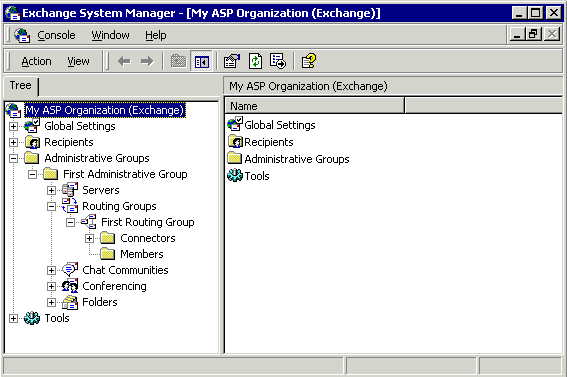 Exchange System Manager - [My ASP Organization (Exchange)]
Console Window Help
Action View
Tree
My ASP Organization (Exchange)
Global Settings
Recipients
Administrative Groups
First Administrative Group
Servers
Routing Groups
First Routing Group
Connectors
Members
Chat Communities
Conferencing
Folders
Tools
My ASP Organization (Exchange)
Name
Global Settings
Recipients
Administrative Groups
Tools